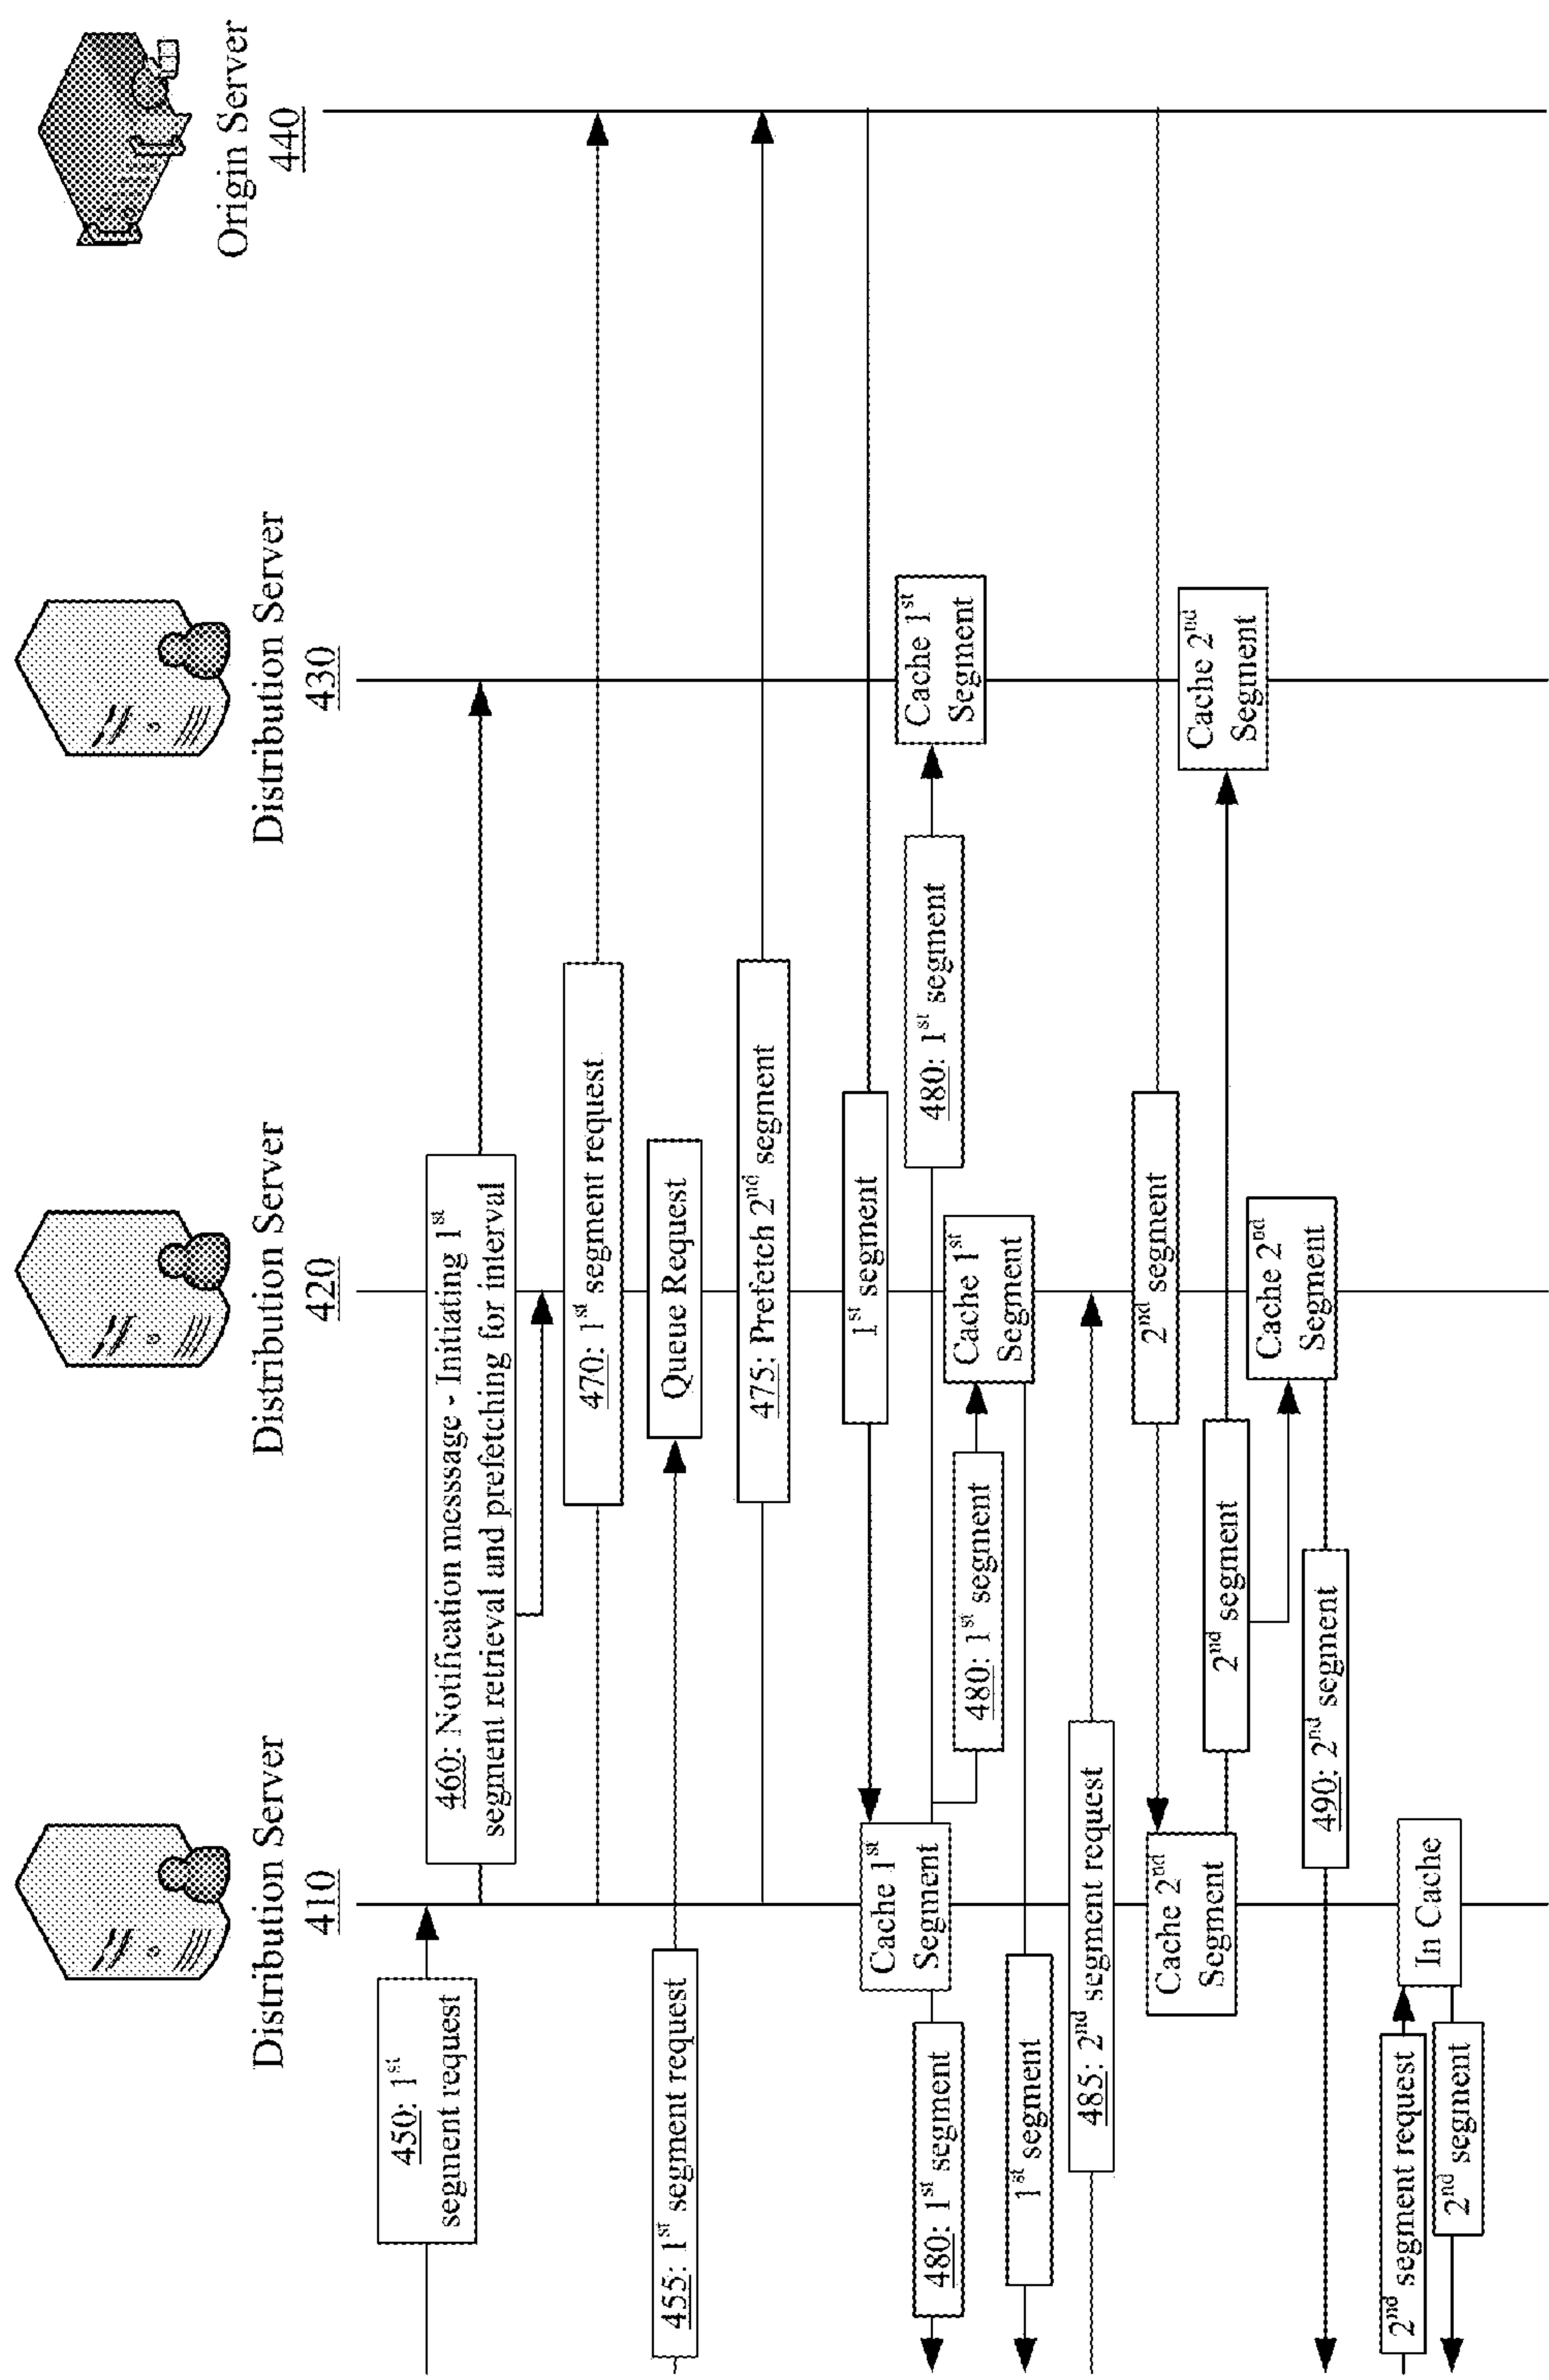 Distribution Server
410
Distribution Server
420
Distribution Server
430
Origin Server
440
450: 1st
segment request
460: Notification messsage - Initiating 1st
segment retrieval and prefetching for interval
470: 1st segment request
455: 1st segment request
Queue Request
475: Prefetch 2nd segment
1st segment
Cache 1st
Segment
480: 1st segment
480: 1st segment
Cache 1st
Segment
480: 1st segment
Cache 1st
Segment
1st segment
485: 2nd segment request
2nd segment
Cache 2nd
Segment
2nd segment
Cache 2nd
Segment
Cache 2nd
Segment
490: 2nd segment
2nd
segment request
In Cache
2nd
segment